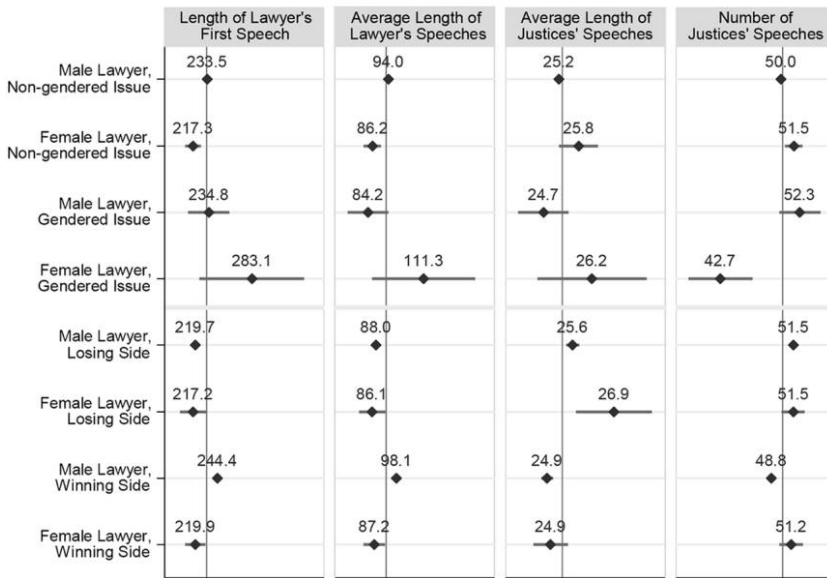 Length of Lawyer's
First Speech
Average Length of
Lawyer's Speeches
Average Length of
Justices' Speeches
Number of
Justices' Speeches
Male Lawyer,
Non-gendered Issue
233.5
94.0
25.2
50.0
Female Lawyer,
Non-gendered Issue
217.3
86.2
25.8
51.5
Male Lawyer,
Gendered Issue
234.8
84.2
24.7
52.3
Female Lawyer,
Gendered Issue
283.1
111.3
26.2
42.7
Male Lawyer,
Losing Side
219.7
88.0
25.6
51.5
Female Lawyer,
Losing Side
217.2
86.1
26.9
51.5
Male Lawyer,
Winning Side
244.4
98.1
24.9
48.8
Female Lawyer,
Winning Side
219.9
87.2
24.9
51.2